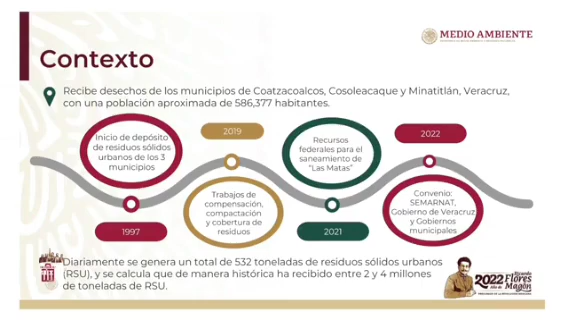 MEDIO AMBIENTE
Contexto
Recibe desechos de los municipios de Coatzacoalcos, Cosoleacaque y Minatitlán, Veracruz,
con una población aproximada de 586,377 habitantes.
Inicio de depósito
de residuos sólidos
urbanos de los 3
municipios
1997
2019
Trabajos de
compensación,
compactación
y cobertura de
residuos
Recursos
federales para el
saneamiento de
"Las Matas"
2021
2022
Convenio:
SEMARNAT,
Gobierno de Veracruz
y Gobiernos
municipales
Diariamente se genera un total de 532 toneladas de residuos sólidos urbanos
(RSU), y se calcula que de manera histórica ha recibido entre 2 y 4 millones
de toneladas de RSU.
2022 Ricardo
Flores
año de Magón